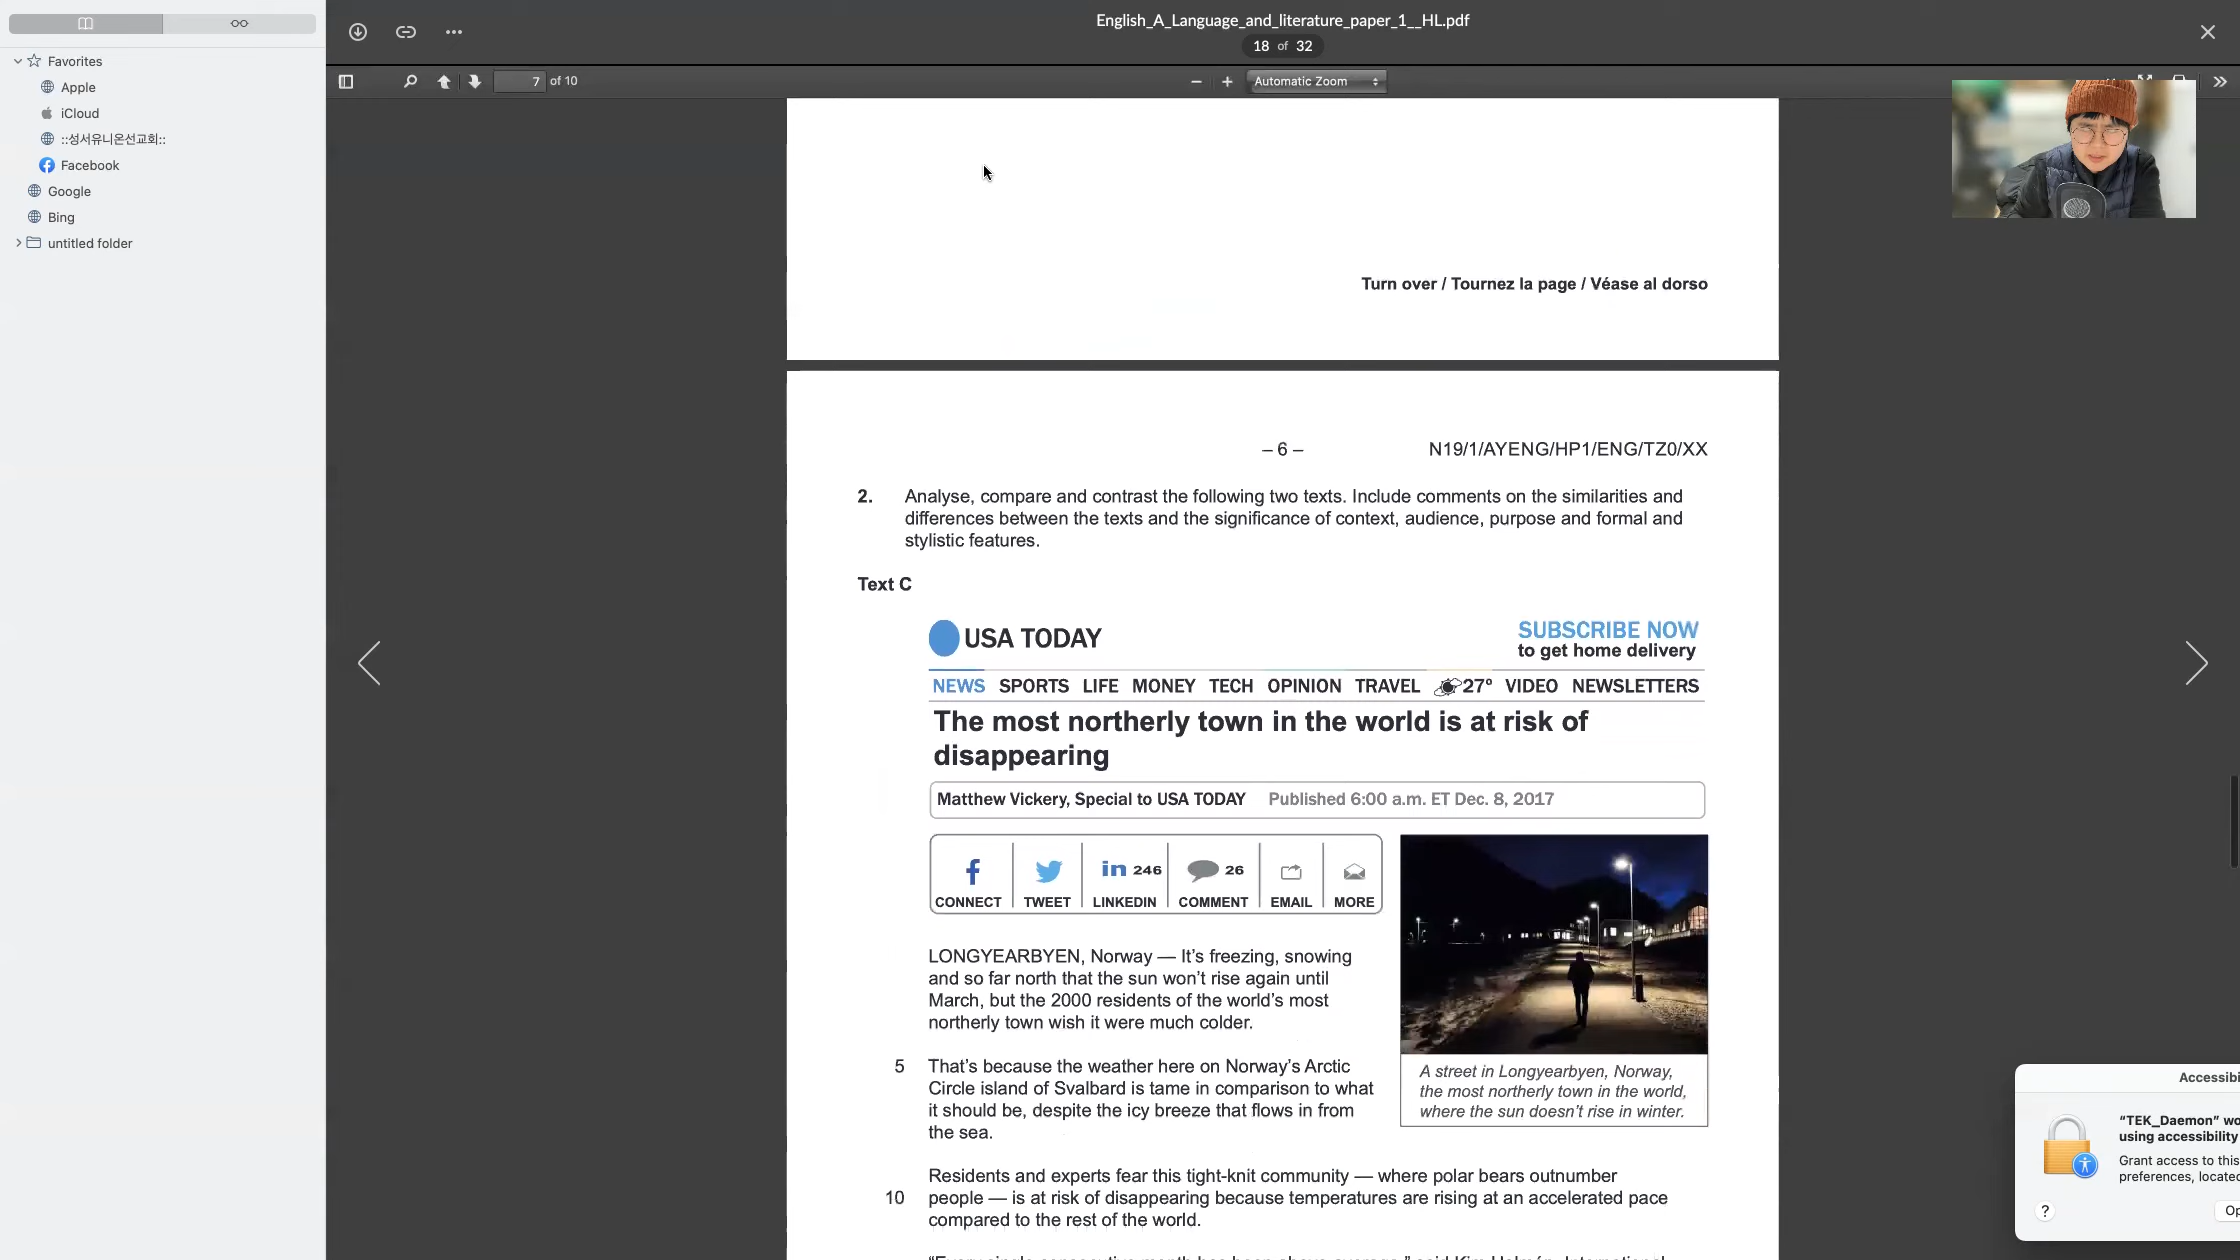 English_A_Language_and_literature_paper_1__HL.pdf
18 of 32
Favorites
Apple
iCloud
::성서유니온선교회::
Facebook
Google
Bing
untitled folder
7 of 10
Automatic Zoom
Turn over / Tournez la page / Véase al dorso
– 6 –
N19/1/AYENG/HP1/ENG/TZ0/XX
2. Analyse, compare and contrast the following two texts. Include comments on the similarities and
differences between the texts and the significance of context, audience, purpose and formal and
stylistic features.
Text C
USA TODAY
SUBSCRIBE NOW
to get home delivery
NEWS SPORTS LIFE MONEY TECH OPINION TRAVEL 27° VIDEO NEWSLETTERS
The most northerly town in the world is at risk of
disappearing
Matthew Vickery, Special to USA TODAY Published 6:00 a.m. ET Dec. 8, 2017
246
26
CONNECT TWEET LINKEDIN COMMENT EMAIL MORE
LONGYEARBYEN, Norway — It’s freezing, snowing
and so far north that the sun won’t rise again until
March, but the 2000 residents of the world’s most
northerly town wish it were much colder.
5 That’s because the weather here on Norway’s Arctic
Circle island of Svalbard is tame in comparison to what
it should be, despite the icy breeze that flows in from
the sea.
A street in Longyearbyen, Norway,
the most northerly town in the world,
where the sun doesn’t rise in winter.
Residents and experts fear this tight-knit community — where polar bears outnumber
10 people — is at risk of disappearing because temperatures are rising at an accelerated pace
compared to the rest of the world.
Accessibi
“TEK_Daemon” wo
using accessibility
Grant access to this
preferences, located
?
Op